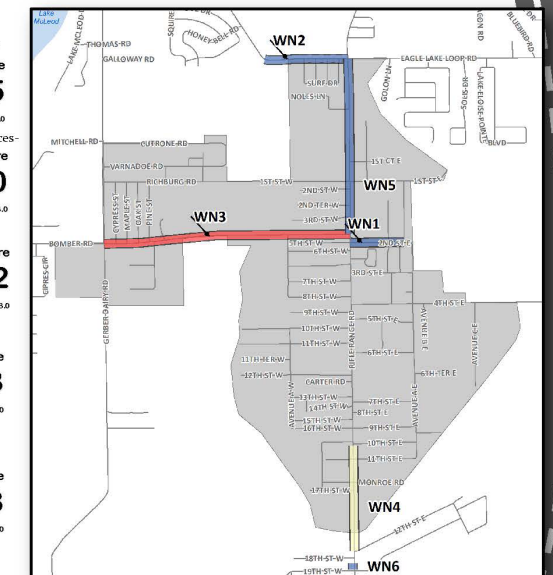 Lake
McLeod
THOMAS-RD
GALLOWAY RD
HONEY-BELL-RD
WN2
EAGLE LAKE LOOP-RD
BLUEBIRD-RD
SURF-DR
NOLES-LN
GOLON-LN
LAKE-ELOISE-POINTE
BLVD
MITCHELL-RD
CUTRONE-RD
VARNADOE-RD
RICHBURG-RD
1ST-ST-W
1ST-CT-E
1ST-ST
WN5
2ND-ST-W
2ND-TER-W
3RD-ST-W
CYPRESS-ST
MAPLE-ST
OAK-ST
PINE-ST
WN3
WN1
BOMBER-RD
5TH-ST-W
6TH-ST-W
2ND-ST-E
3RD-ST-E
GERBER-DAIRY-RD
7TH-ST-W
8TH-ST-W
9TH-ST-W
10TH-ST-W
11TH-ST-W
4TH-ST-E
5TH-ST-E
6TH-ST-E
RIFLE-RANGE-RD
11TH-TER-W
12TH-ST-W
6TH-TER-E
CARTER-RD
13TH-ST-W
14TH-ST-W
15TH-ST-W
16TH-ST-W
AVENUE-A-W
7TH-ST-E
8TH-ST-E
9TH-ST-E
AVENUE-A-E
10TH-ST-E
11TH-ST-E
MONROE-RD
17TH-ST-W
WN4
12TH-ST-E
18TH-ST-W
19TH-ST-W
WN6